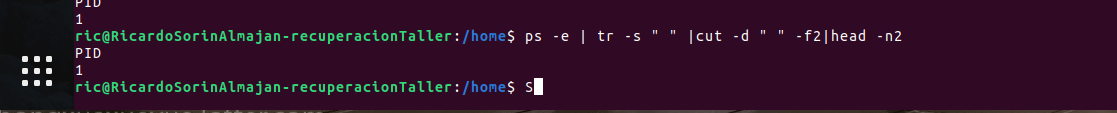 PID
1
ric@RicardoSorinAlmajan-recuperacionTaller:/home$ ps -e | tr -s " " |cut -d " " -f2|head -n2
PID
1
ric@RicardoSorinAlmajan-recuperacionTaller:/home$ S